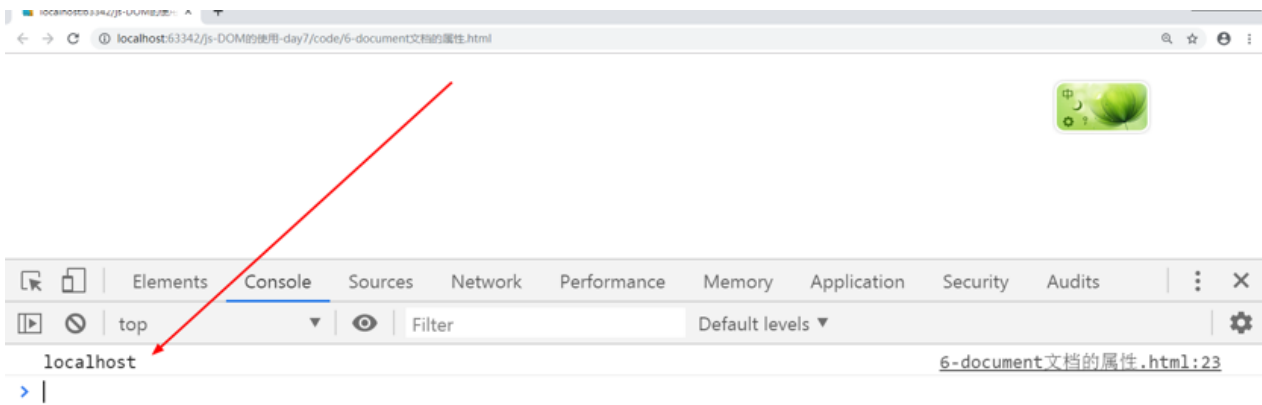 localhost:63342/js-DOM的使用-day7/code/6-document文档的属性.html
中
?
Elements Console Sources Network Performance Memory Application Security Audits
top Filter Default levels
localhost 6-document文档的属性.html:23